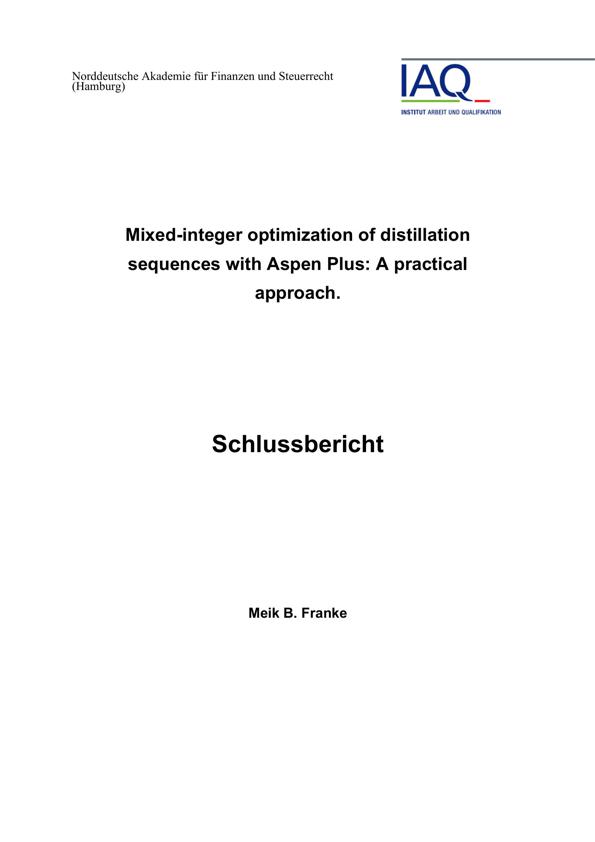 Norddeutsche Akademie für Finanzen und Steuerrecht
(Hamburg)
IAQ
INSTITUT ARBEIT UND QUALIFIKATION
Mixed-integer optimization of distillation
sequences with Aspen Plus: A practical
approach.
Schlussbericht
Meik B. Franke